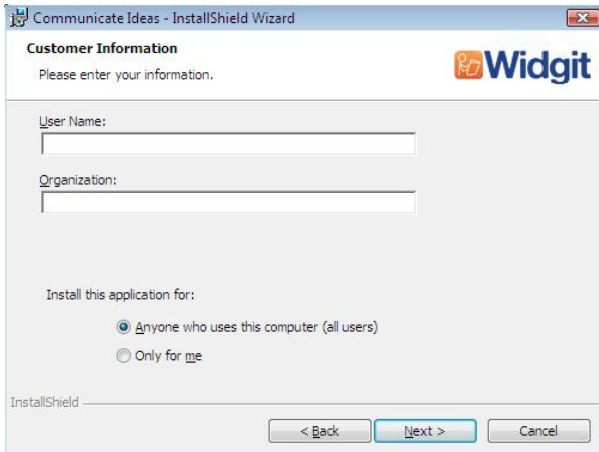 Communicate Ideas - InstallShield Wizard
Customer Information
Please enter your information.
Widgit
User Name:
Organization:
Install this application for:
Anyone who uses this computer (all users)
Only for me
InstallShield
< Back
Next >
Cancel